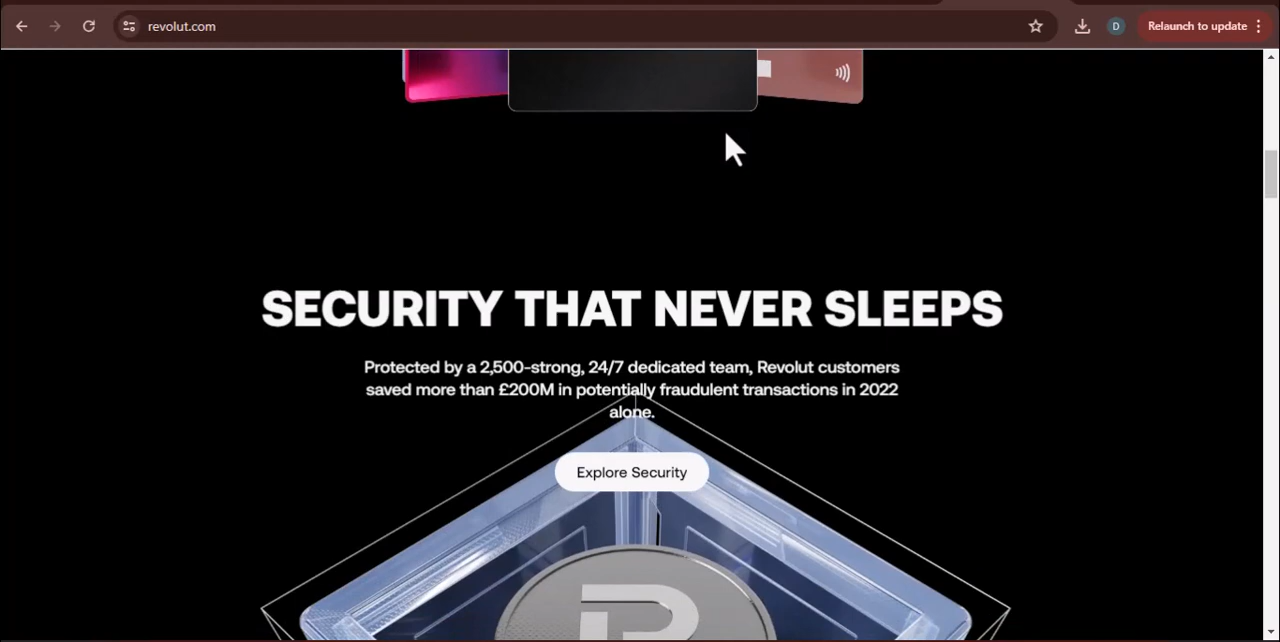 revolut.com
D
Relaunch to update
SECURITY THAT NEVER SLEEPS
Protected by a 2,500-strong, 24/7 dedicated team, Revolut customers
saved more than £200M in potentially fraudulent transactions in 2022
alone.
Explore Security